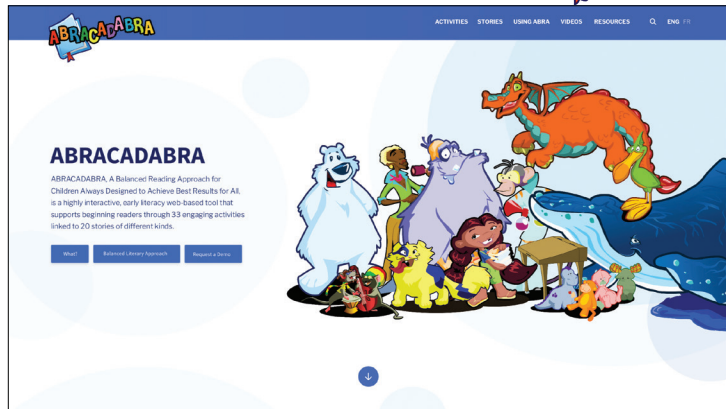 ABRACADABRA
ACTIVITIES STORIES USING ABRA VIDEOS RESOURCES ENG FR
ABRACADABRA
ABRACADABRA, A Balanced Reading Approach for
Children Always Designed to Achieve Best Results for All,
is a highly interactive, early literacy web-based tool that
supports beginning readers through 33 engaging activities
linked to 20 stories of different kinds.
What? Balanced Literacy Approach Request a Demo